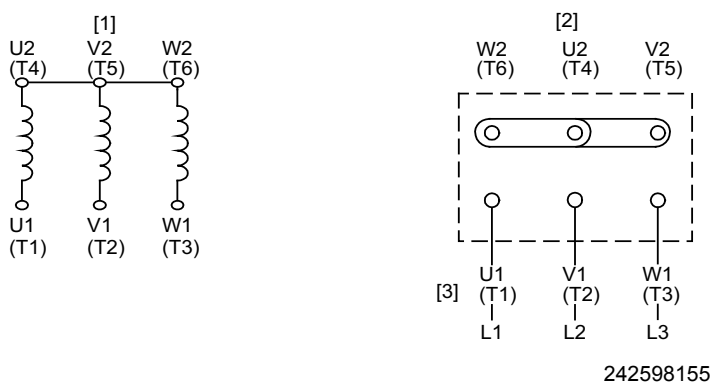 [1]
U2 V2 W2
(T4) (T5) (T6)
U1 V1 W1
(T1) (T2) (T3)
[2]
W2 U2 V2
(T6) (T4) (T5)
U1 V1 W1
[3] (T1) (T2) (T3)
L1 L2 L3
242598155